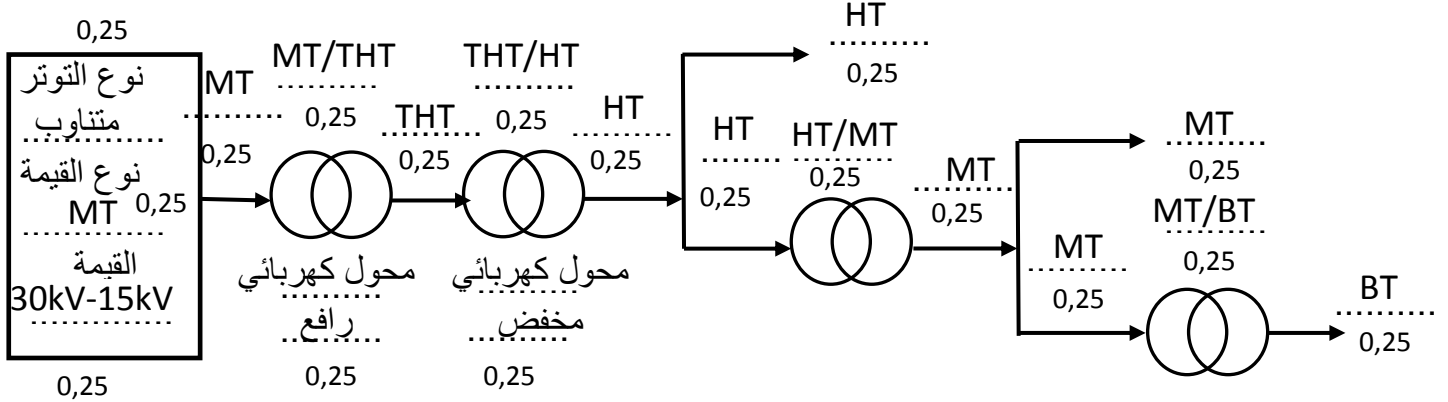 0,25
نوع التوتر
متناوب
نوع القيمة
0,25
MT
القيمة
30kV-15kV
0,25
MT
0,25
MT/THT
0,25
محول كهربائي
رافع
0,25
THT
0,25
THT/HT
0,25
محول كهربائي
مخفض
0,25
HT
0,25
HT
0,25
HT
0,25
HT/MT
0,25
MT
0,25
MT
0,25
MT
0,25
MT/BT
0,25
BT
0,25